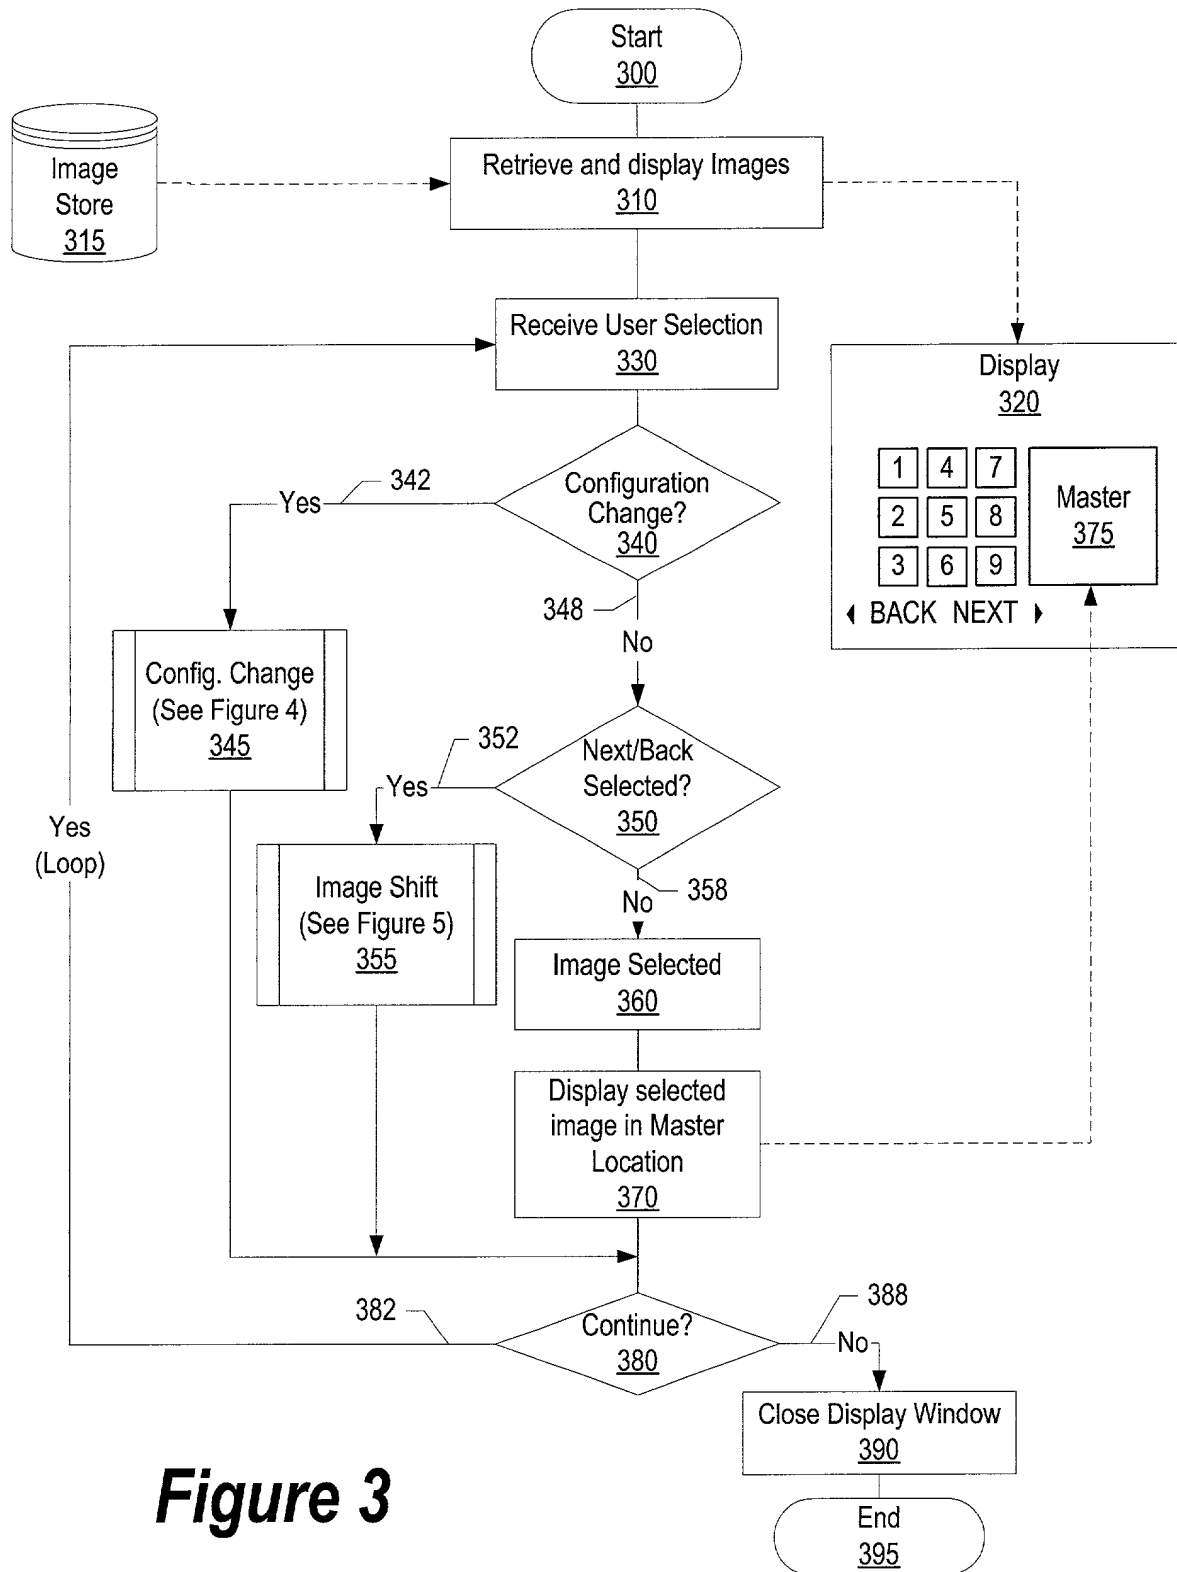 Start
300
Image
Store
315
Retrieve and display Images
310
Receive User Selection
330
Display
320
1 4 7
2 5 8
3 6 9
Master
375
BACK NEXT
Configuration
Change?
340
342
Yes
348
No
Config. Change
(See Figure 4)
345
Next/Back
Selected?
350
352
Yes
358
No
Yes
(Loop)
Image Shift
(See Figure 5)
355
Image Selected
360
Display selected
image in Master
Location
370
382
Continue?
380
388
No
Close Display Window
390
End
395
Figure 3